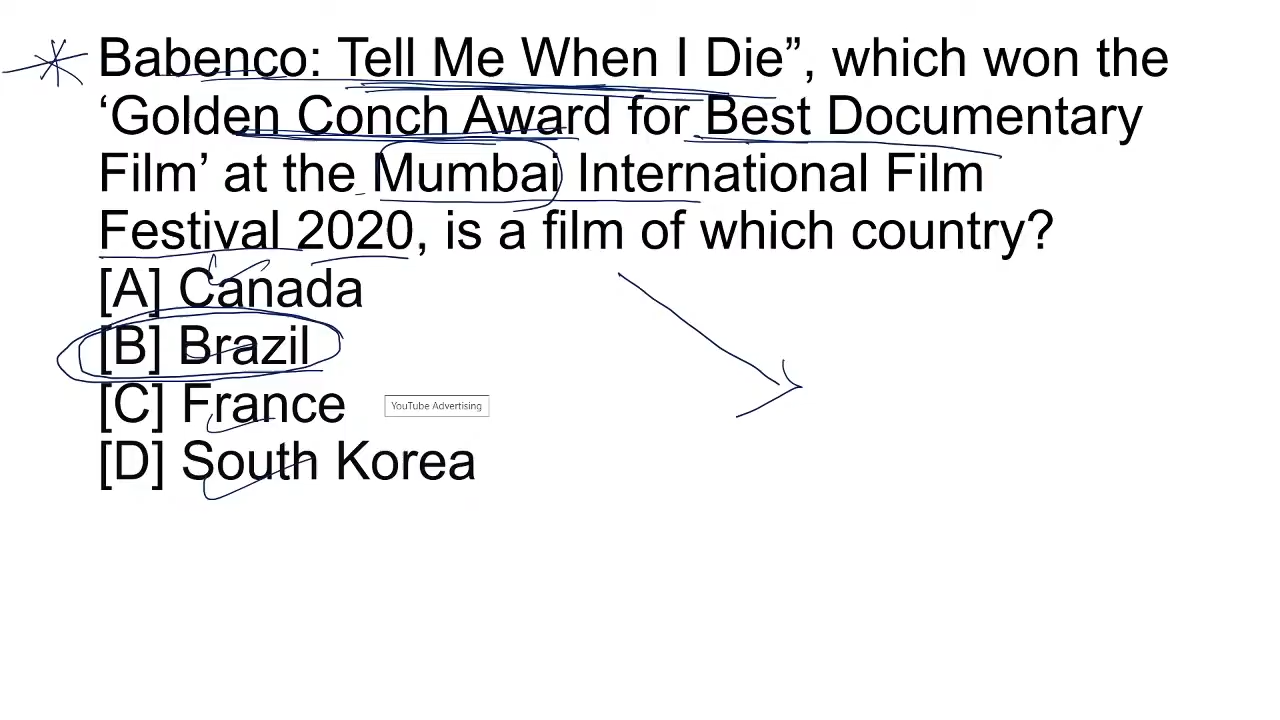 Babenco: Tell Me When I Die”, which won the
‘Golden Conch Award for Best Documentary
Film’ at the Mumbai International Film
Festival 2020, is a film of which country?
[A] Canada
[B] Brazil
[C] France
YouTube Advertising
[D] South Korea